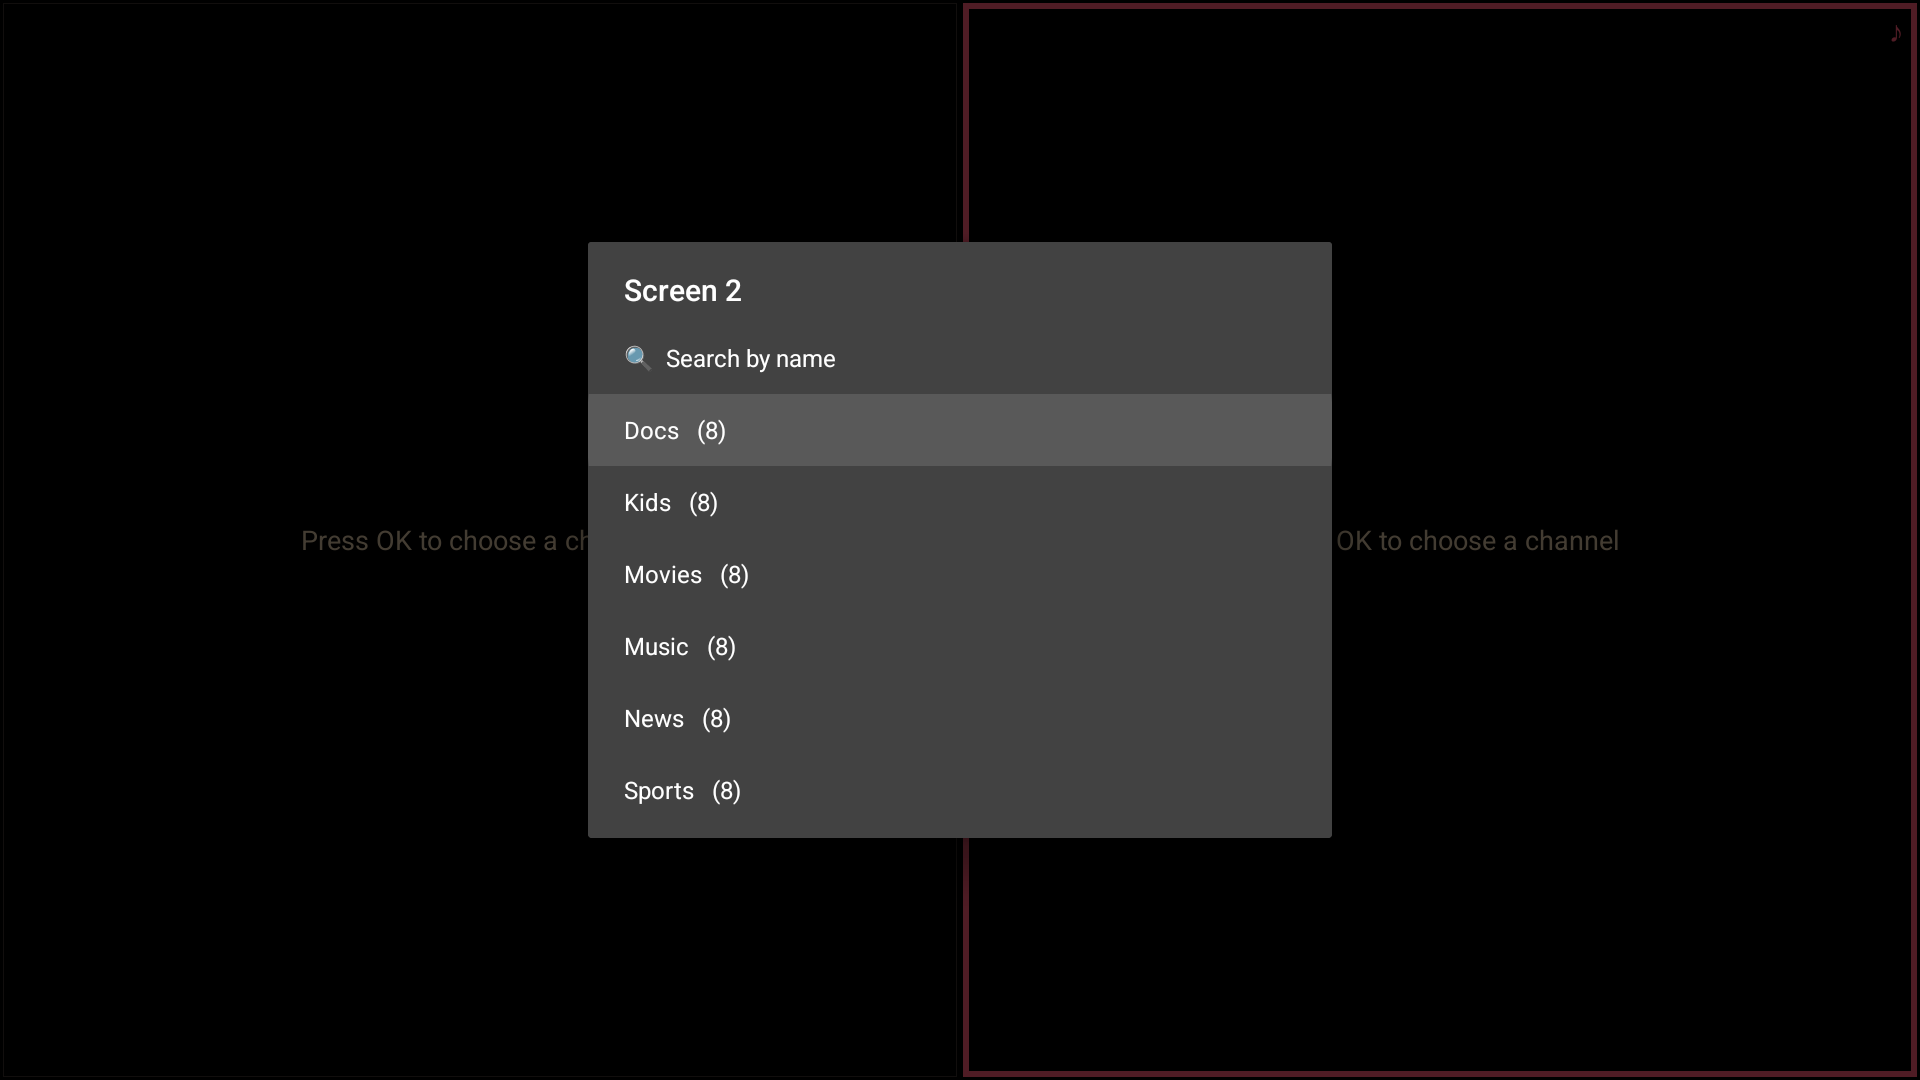 Screen 2
🔍 Search by name
Docs (8)
Kids (8)
Movies (8)
Music (8)
News (8)
Sports (8)
Press OK to choose a
OK to choose a channel
♪